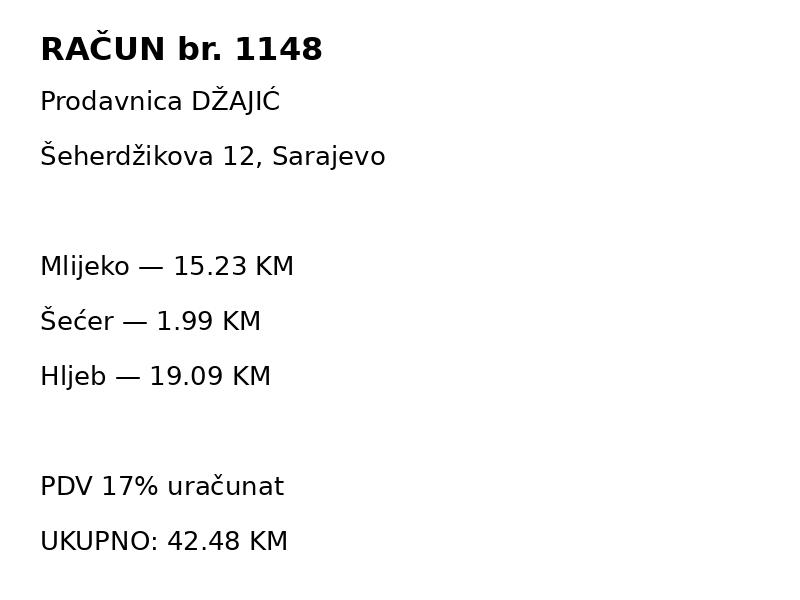 RAČUN br. 1148
Prodavnica DŽAJIĆ
Šeherdžikova 12, Sarajevo
Mlijeko — 15.23 KM
Šećer — 1.99 KM
Hljeb — 19.09 KM
PDV 17% uračunat
UKUPNO: 42.48 KM